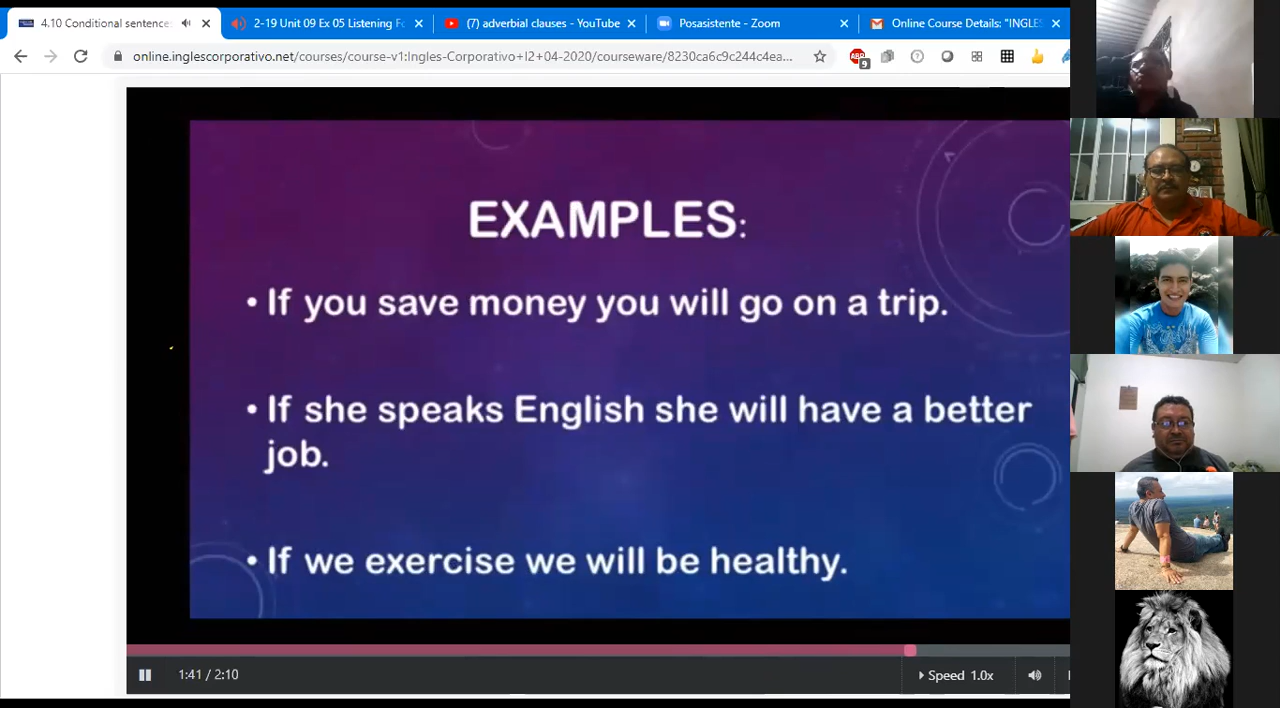 4.10 Conditional sentence
2-19 Unit 09 Ex 05 Listening Fo
(7) adverbial clauses - YouTube
Posasistente - Zoom
Online Course Details: "INGLES
online.inglescorporativo.net/courses/course-v1:Ingles-Corporativo+I2+04-2020/courseware/8230ca6c9c244c4ea...
ABP
9
EXAMPLES:
• If you save money you will go on a trip.
• If she speaks English she will have a better
job.
• If we exercise we will be healthy.
1:41 / 2:10
Speed 1.0x